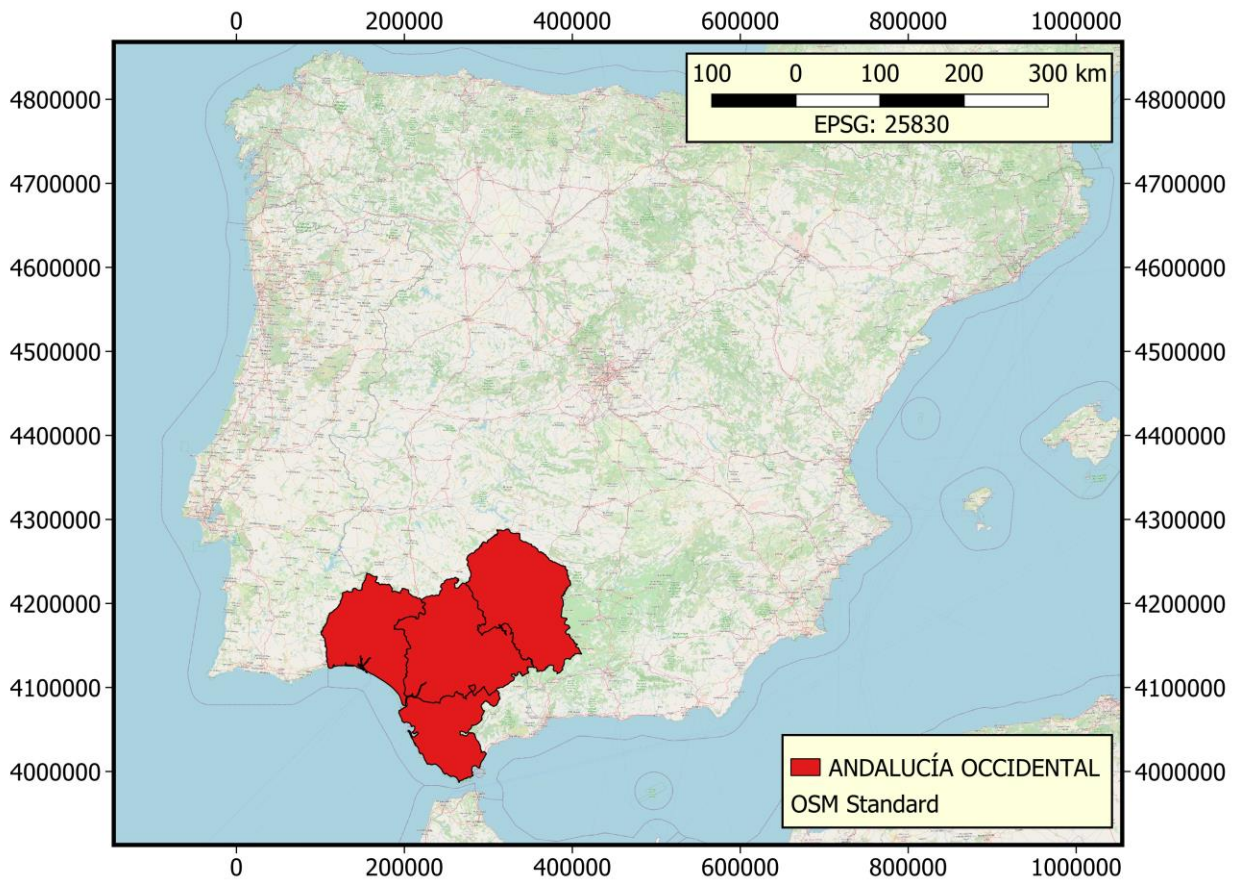 0 200000 400000 600000 800000 1000000
100 0 100 200 300 km
EPSG: 25830
4800000 4800000
4700000 4700000
4600000 4600000
4500000 4500000
4400000 4400000
4300000 4300000
4200000 4200000
4100000 4100000
4000000 4000000
ANDALUCÍA OCCIDENTAL
OSM Standard
0 200000 400000 600000 800000 1000000